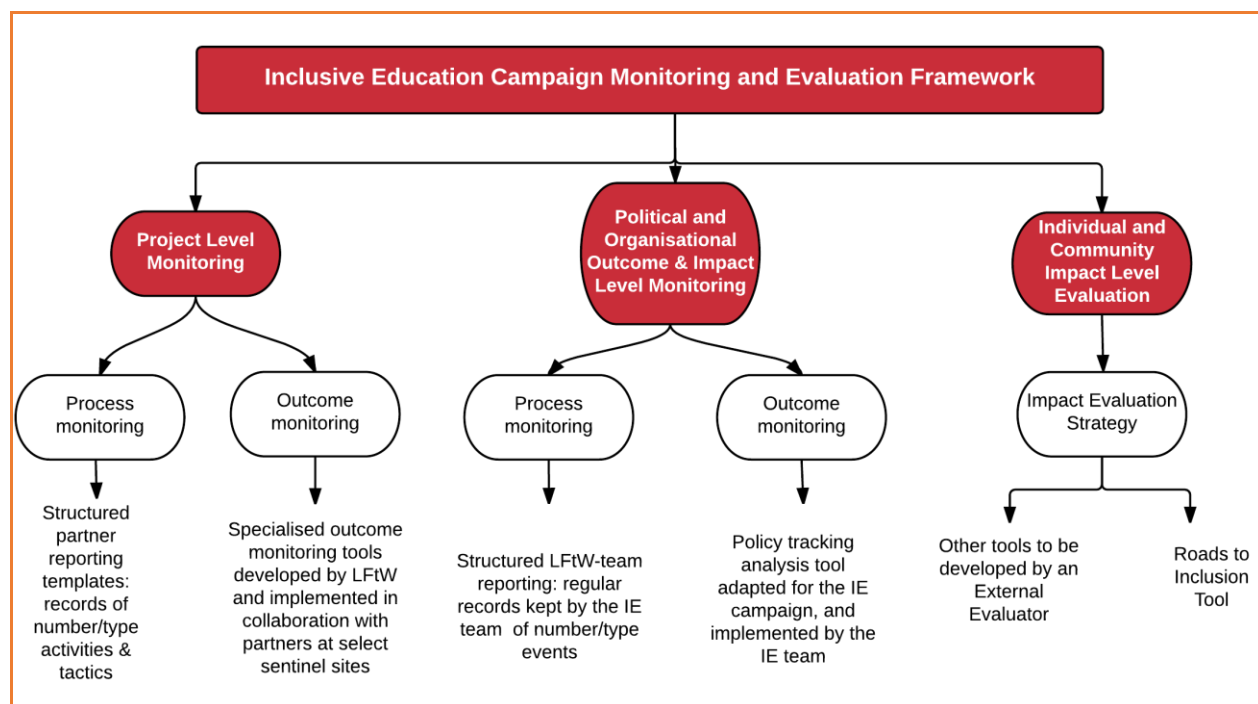 Inclusive Education Campaign Monitoring and Evaluation Framework
Project Level
Monitoring
Political and
Organisational
Outcome & Impact
Level Monitoring
Individual and
Community
Impact Level
Evaluation
Process
monitoring
Outcome
monitoring
Process
monitoring
Outcome
monitoring
Impact Evaluation
Strategy
Structured
partner
reporting
templates:
records of
number/type
activities &
tactics
Specialised outcome
monitoring tools
developed by LFtW
and implemented in
collaboration with
partners at select
sentinel sites
Structured LFtW-team
reporting: regular
records kept by the IE
team of number/type
events
Policy tracking
analysis tool
adapted for the IE
campaign, and
implemented by the
IE team
Other tools to be
developed by an
External
Evaluator
Roads to
Inclusion
Tool